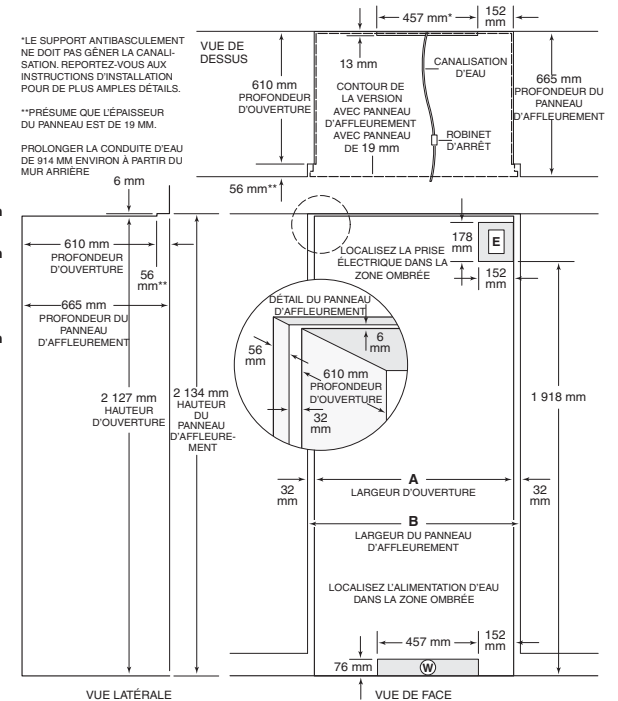 *LE SUPPORT ANTIBASCULEMENT
NE DOIT PAS GÊNER LA CANALI-
SATION. REPORTEZ-VOUS AUX
INSTRUCTIONS D'INSTALLATION
POUR DE PLUS AMPLES DÉTAILS.
**PRÉSUME QUE L'ÉPAISSEUR
DU PANNEAU EST DE 19 MM.
PROLONGER LA CONDUITE D'EAU
DE 914 MM ENVIRON À PARTIR DU
MUR ARRIÈRE
VUE DE
DESSUS
457 mm*
152
mm
13 mm
610 mm
PROFONDEUR
D'OUVERTURE
CONTOUR DE
LA VERSION
AVEC PANNEAU
D'AFFLEUREMENT
AVEC PANNEAU
DE 19 mm
CANALISATION
D'EAU
ROBINET
D'ARRÊT
665 mm
PROFONDEUR DU
PANNEAU
D'AFFLEUREMENT
56 mm**
6 mm
610 mm
PROFONDEUR
D'OUVERTURE
56
mm**
665 mm
PROFONDEUR DU
PANNEAU
D'AFFLEUREMENT
2 127 mm
HAUTEUR
D'OUVERTURE
2 134 mm
HAUTEUR
DU
PANNEAU
D'AFFLEURE-
MENT
VUE LATÉRALE
LOCALISEZ LA PRISE
ÉLECTRIQUE DANS LA
ZONE OMBRÉE
178
mm
E
152
mm
DÉTAIL DU PANNEAU
D'AFFLEUREMENT
56
mm
6
mm
610 mm
PROFONDEUR
D'OUVERTURE
32
mm
1 918 mm
32
mm
A
LARGEUR D'OUVERTURE
32
mm
B
LARGEUR DU PANNEAU
D'AFFLEUREMENT
LOCALISEZ L'ALIMENTATION D'EAU
DANS LA ZONE OMBRÉE
457 mm
152
mm
76 mm
W
VUE DE FACE